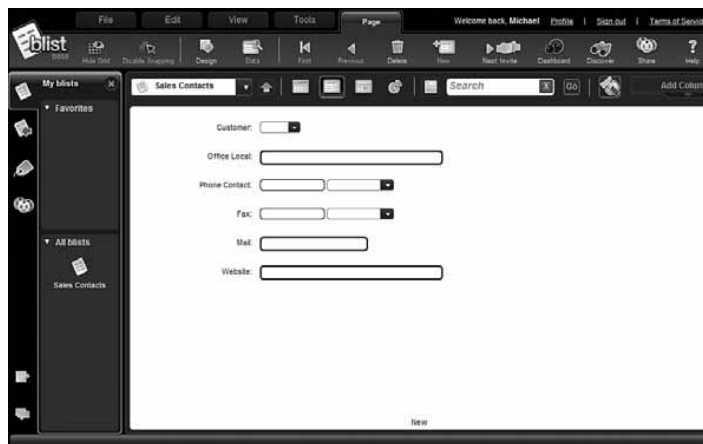 File Edit View Tools Page Welcome back, Michael Profile | Sign out | Terms of Servic
blist
BETA
Hide Grid Disable Snapping Design Data First Previous Delete New Next Invite Dashboard Discover Share Help
My blists X Sales Contacts Search X Go Add Colum
Favorites
Customer:
Office Local:
Phone Contact:
Fax:
Mail:
All blists
Website:
Sales Contacts
New